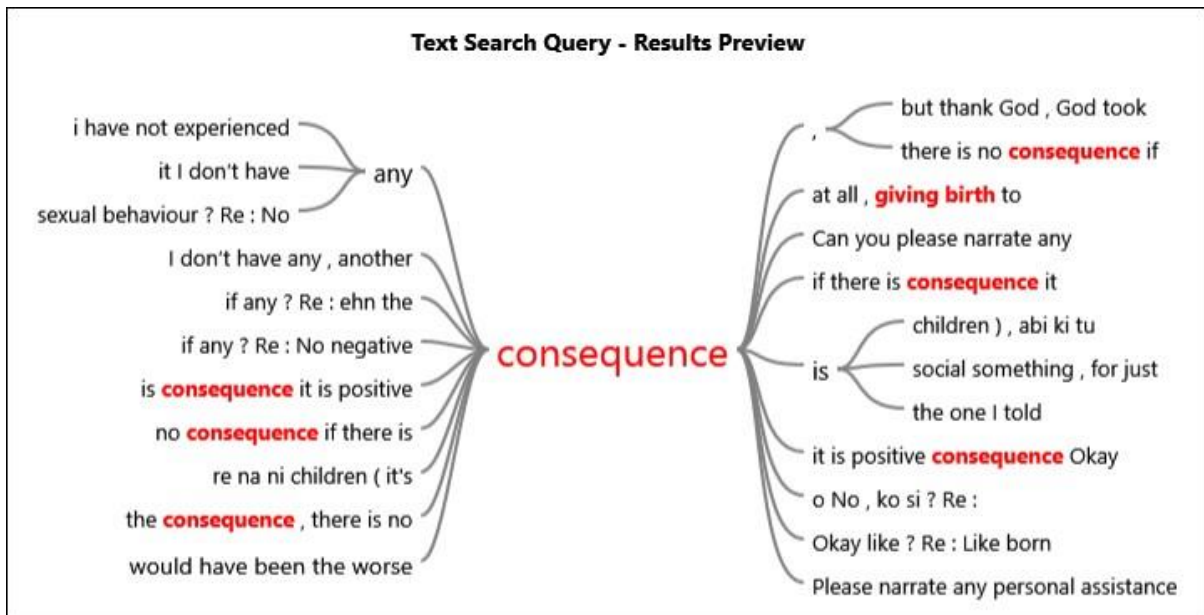 Text Search Query - Results Preview
i have not experienced
it I don't have
sexual behaviour ? Re : No
any
I don't have any , another
if any ? Re : ehn the
if any ? Re : No negative
is consequence it is positive
no consequence if there is
re na ni children ( it's
the consequence , there is no
would have been the worse
consequence
,
but thank God , God took
there is no consequence if
at all , giving birth to
Can you please narrate any
if there is consequence it
is
children ) , abi ki tu
social something , for just
the one I told
it is positive consequence Okay
o No , ko si ? Re :
Okay like ? Re : Like born
Please narrate any personal assistance